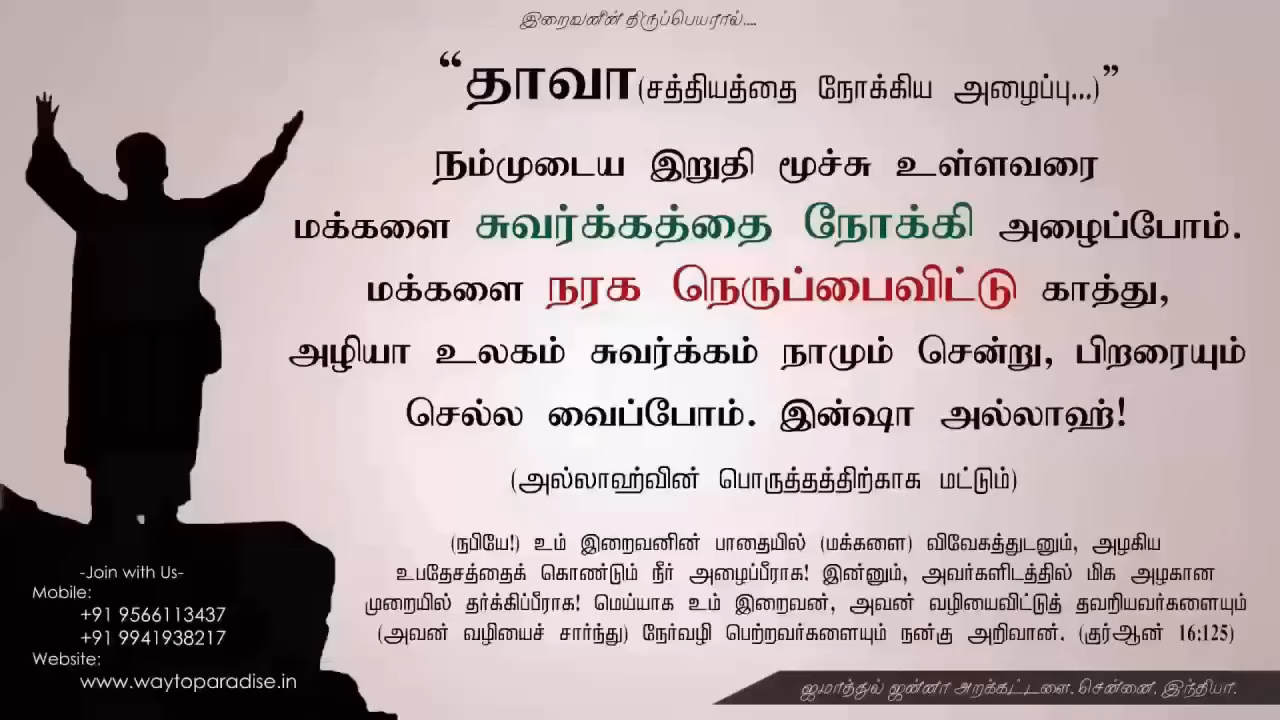 இறைவனின் திருப்பெயரால்....
“தாவா(சத்தியத்தை நோக்கிய அழைப்பு...)”
நம்முடைய இறுதி மூச்சு உள்ளவரை
மக்களை சுவர்க்கத்தை நோக்கி அழைப்போம்.
மக்களை நரக நெருப்பைவிட்டு காத்து,
அழியா உலகம் சுவர்க்கம் நாமும் சென்று, பிறரையும்
செல்ல வைப்போம். இன்ஷா அல்லாஹ்!
(அல்லாஹ்வின் பொருத்தத்திற்காக மட்டும்)
(நபியே!) உம் இறைவனின் பாதையில் (மக்களை) விவேகத்துடனும், அழகிய
உபதேசத்தைக் கொண்டும் நீர் அழைப்பீராக! இன்னும், அவர்களிடத்தில் மிக அழகான
முறையில் தர்க்கிப்பீராக! மெய்யாக உம் இறைவன், அவன் வழியைவிட்டுத் தவறியவர்களையும்
(அவன் வழியைச் சார்ந்து) நேர்வழி பெற்றவர்களையும் நன்கு அறிவான். (குர்ஆன் 16:125)
-Join with Us-
Mobile:
+91 9566113437
+91 9941938217
Website:
www.waytoparadise.in
ஐமாத்துல் ஜன்னா அறக்கட்டளை, சென்னை, இந்தியா.